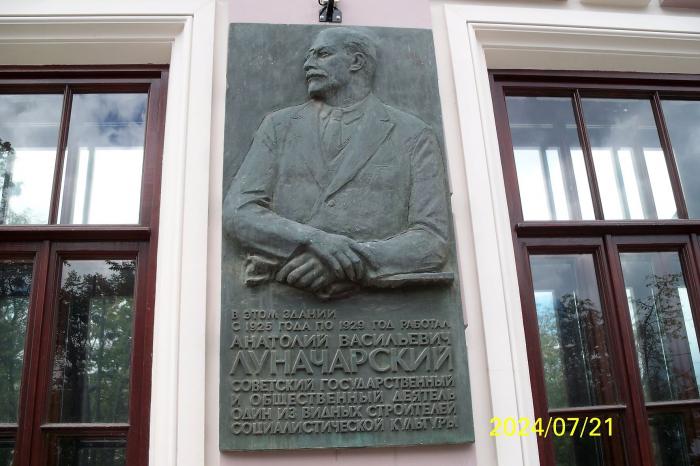 В ЭТОМ ЗДАНИИ
С 1925 ГОДА ПО 1929 ГОД РАБОТАЛ
АНАТОЛИЙ ВАСИЛЬЕВИЧ
ЛУНАЧАРСКИЙ
СОВЕТСКИЙ ГОСУДАРСТВЕННЫЙ
И ОБЩЕСТВЕННЫЙ ДЕЯТЕЛЬ
ОДИН ИЗ ВИДНЫХ СТРОИТЕЛЕЙ
СОЦИАЛИСТИЧЕСКОЙ КУЛЬТУРЫ
2024/07/21